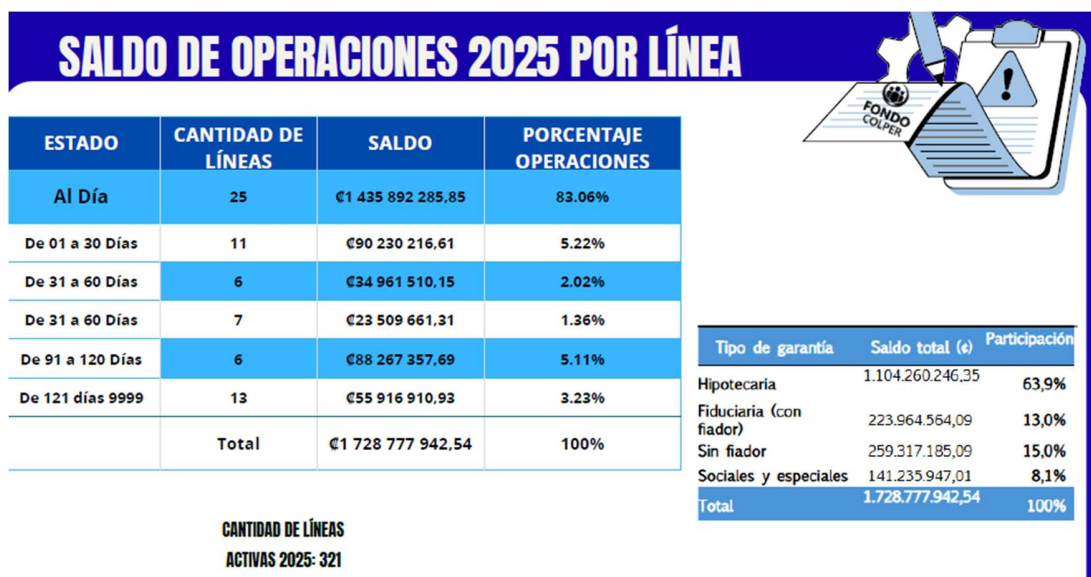 SALDO DE OPERACIONES 2025 POR LÍNEA
FONDO
COLPER
ESTADO CANTIDAD DE LÍNEAS SALDO PORCENTAJE OPERACIONES
Al Día 25 ₡1 435 892 285,85 83.06%
De 01 a 30 Días 11 ₡90 230 216,61 5.22%
De 31 a 60 Días 6 ₡34 961 510,15 2.02%
De 31 a 60 Días 7 ₡23 509 661,31 1.36%
De 91 a 120 Días 6 ₡88 267 357,69 5.11%
De 121 días 9999 13 ₡55 916 910,93 3.23%
Total ₡1 728 777 942,54 100%
CANTIDAD DE LÍNEAS
ACTIVAS 2025: 321
Tipo de garantía Saldo total (¢) Participación
Hipotecaria 1.104.260.246,35 63,9%
Fiduciaria (con fiador) 223.964.564,09 13,0%
Sin fiador 259.317.185,09 15,0%
Sociales y especiales 141.235.947,01 8,1%
Total 1.728.777.942,54 100%